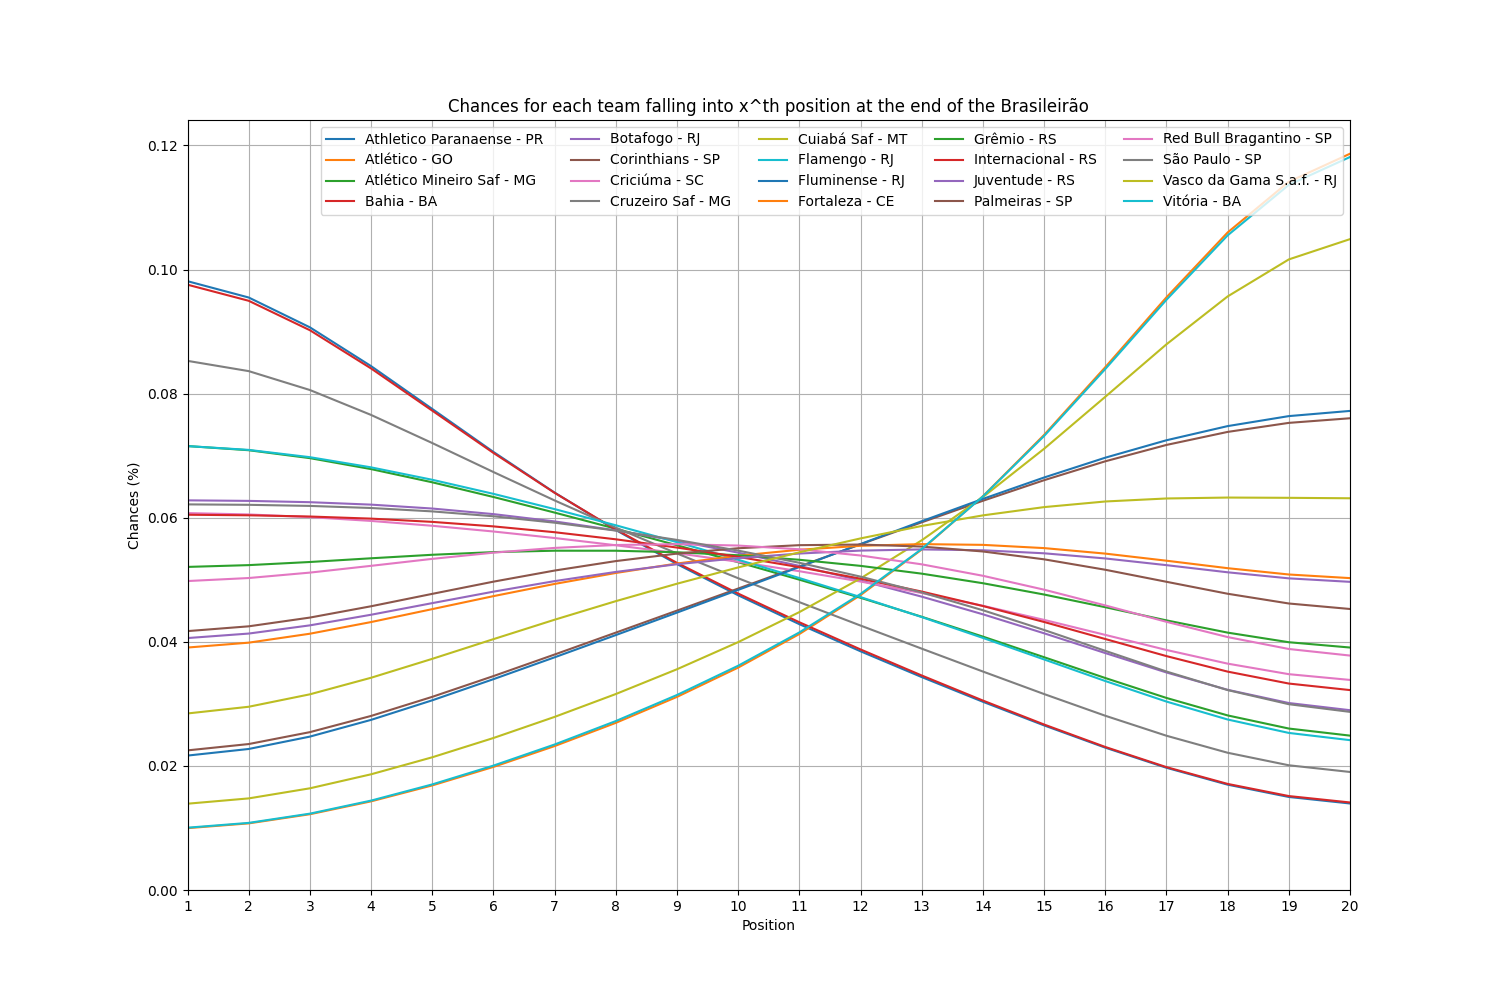 Chances for each team falling into x^th position at the end of the Brasileirão
Athletico Paranaense - PR
Atlético - GO
Atlético Mineiro Saf - MG
Bahia - BA
Botafogo - RJ
Corinthians - SP
Criciúma - SC
Cruzeiro Saf - MG
Cuiabá Saf - MT
Flamengo - RJ
Fluminense - RJ
Fortaleza - CE
Grêmio - RS
Internacional - RS
Juventude - RS
Palmeiras - SP
Red Bull Bragantino - SP
São Paulo - SP
Vasco da Gama S.a.f. - RJ
Vitória - BA
Chances (%)
0.12
0.10
0.08
0.06
0.04
0.02
0.00
1 2 3 4 5 6 7 8 9 10 11 12 13 14 15 16 17 18 19 20
Position